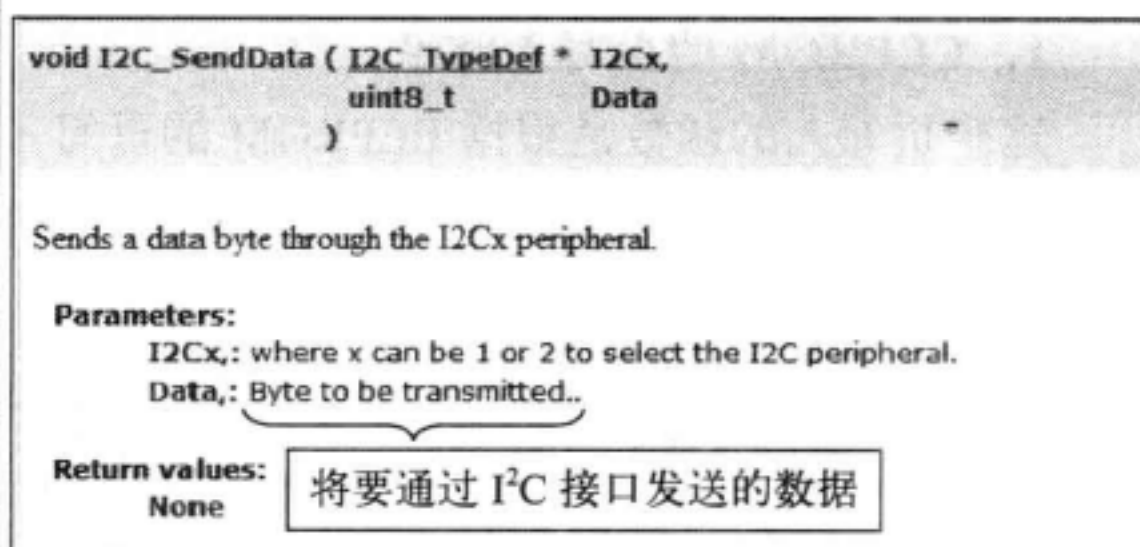 void I2C_SendData ( I2C_TypeDef * I2Cx,
uint8_t Data
)
Sends a data byte through the I2Cx peripheral.
Parameters:
I2Cx,: where x can be 1 or 2 to select the I2C peripheral.
Data,: Byte to be transmitted..
Return values:
None
将要通过 I²C 接口发送的数据